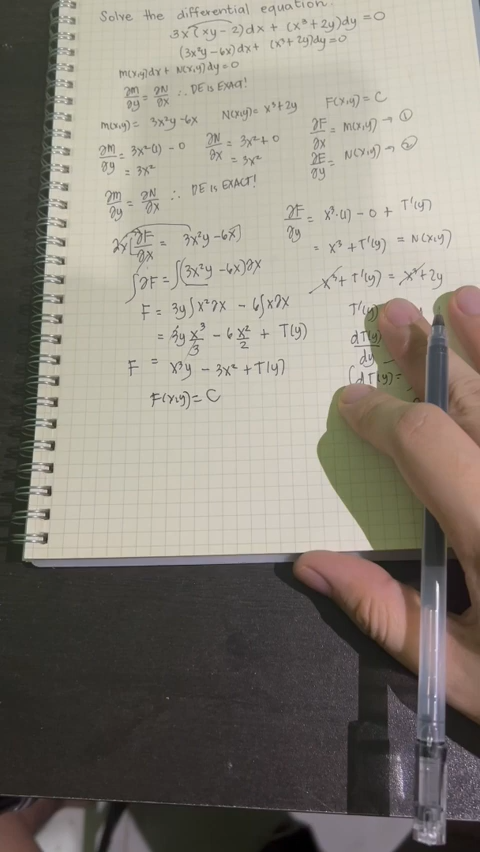 Solve the differential equation.
3x(xy-2)dx + (x³+2y)dy = 0
(3x²y-6x)dx + (x³+2y)dy = 0
M(x,y)dx + N(x,y)dy = 0
∂M/∂y = ∂N/∂x ∴ DE is EXACT!
M(x,y) = 3x²y-6x
N(x,y) = x³+2y
∂M/∂y = 3x²(1) - 0
= 3x²
∂N/∂x = 3x²+0
= 3x²
∂M/∂y = ∂N/∂x ∴ DE is EXACT!
F(x,y) = C
∂F/∂x = M(x,y) → ①
∂F/∂y = N(x,y) → ②
∂x[∂F/∂x = 3x²y-6x]
∫∂F = ∫(3x²y-6x)∂x
F = 3y∫x²∂x - 6∫x∂x
= 3y x³/3 - 6 x²/2 + T(y)
F = x³y - 3x² + T(y)
F(x,y) = C
∂F/∂y = x³·(1) - 0 + T'(y)
= x³ + T'(y) = N(x,y)
x³ + T'(y) = x³ + 2y
T'(y)
dT(y)/dy
(dT(y) =